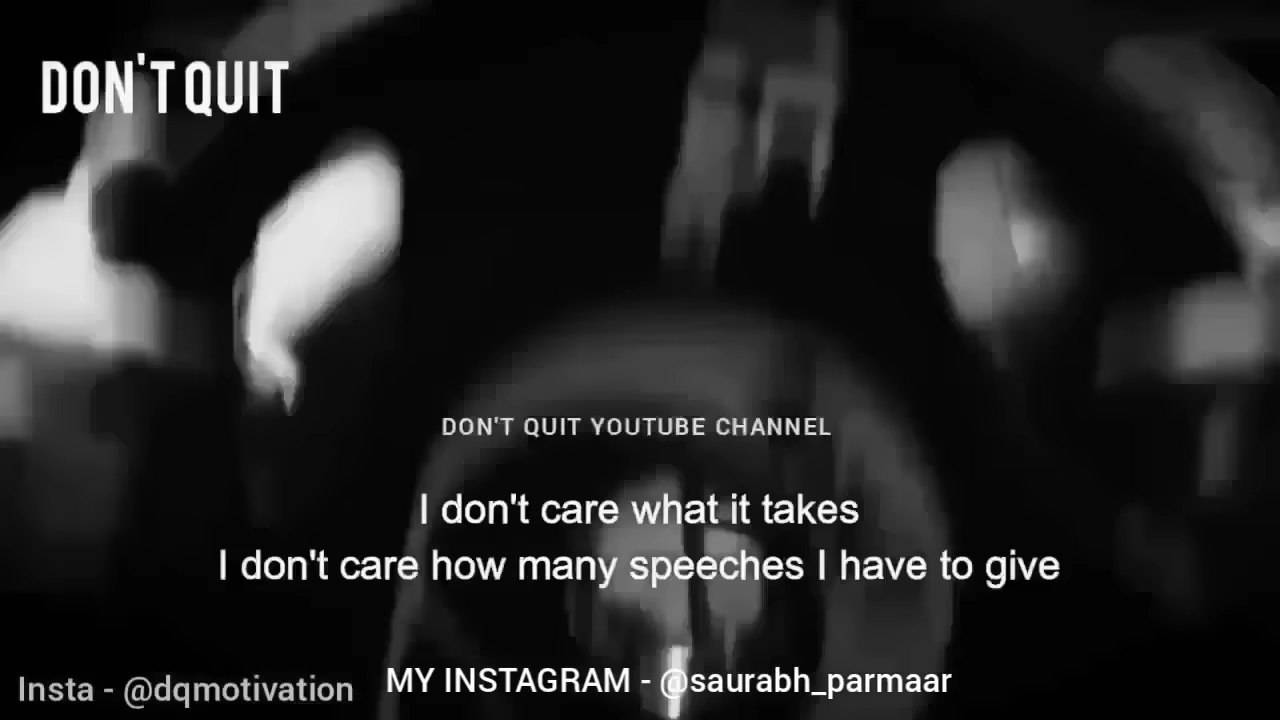 DON'T QUIT
DON'T QUIT YOUTUBE CHANNEL
I don't care what it takes
I don't care how many speeches I have to give
Insta - @dqmotivation
MY INSTAGRAM - @saurabh_parmaar